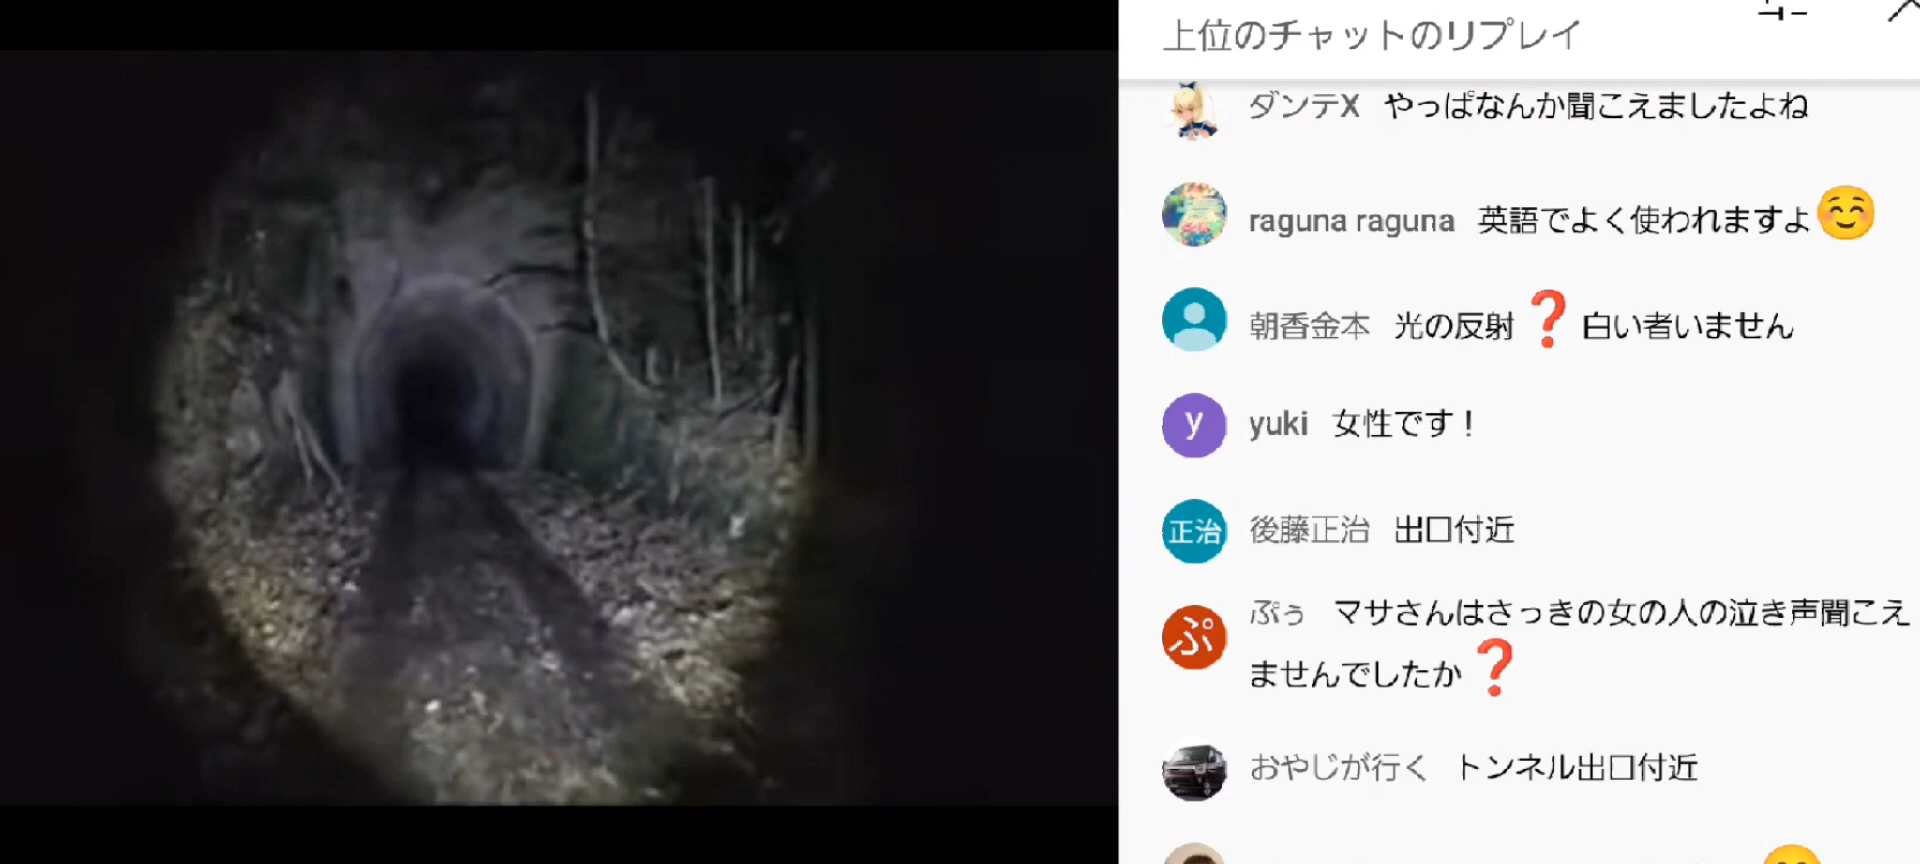 上位のチャットのリプレイ
ダンテX やっぱなんか聞こえましたよね
raguna raguna 英語でよく使われますよ😊
朝香金本 光の反射❓白い者いません
y yuki 女性です！
正治 後藤正治 出口付近
ぷ ぷぅ マサさんはさっきの女の人の泣き声聞こえ
ませんでしたか❓
おやじが行く トンネル出口付近